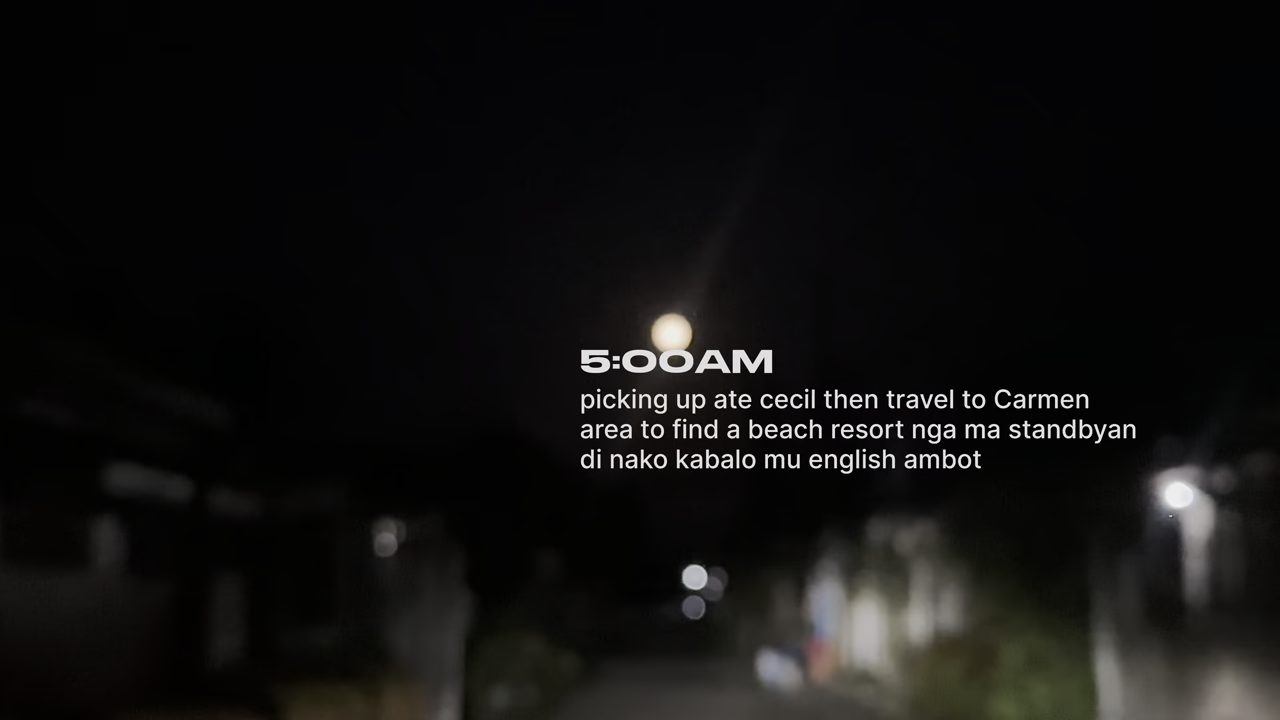 5:00AM
picking up ate cecil then travel to Carmen
area to find a beach resort nga ma standbyan
di nako kabalo mu english ambot